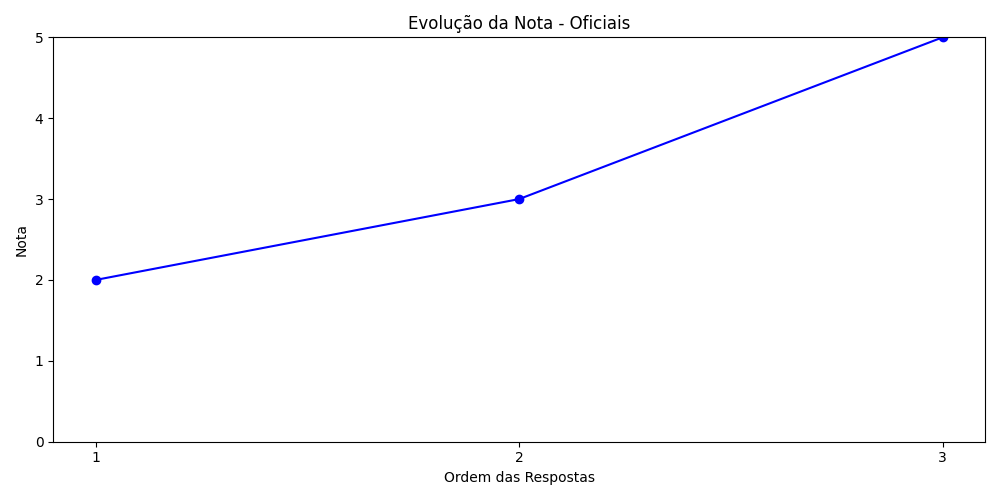 Evolução da Nota - Oficiais
5
4
3
2
1
0
Nota
1 2 3
Ordem das Respostas